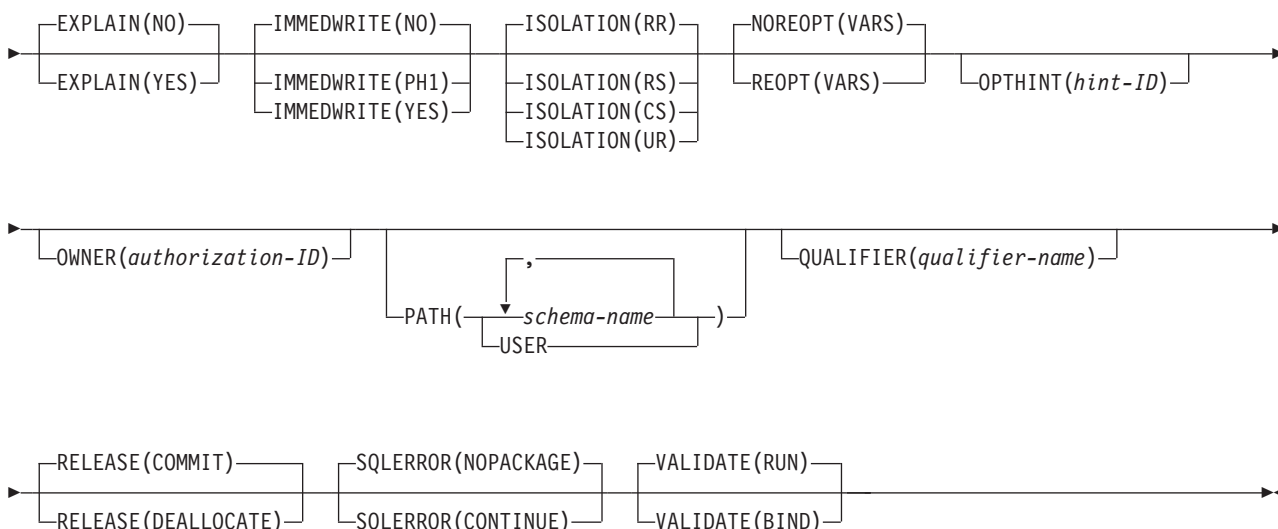 EXPLAIN(NO) IMMEDWRITE(NO) ISOLATION(RR) NOREOPT(VARS)
EXPLAIN(YES) IMMEDWRITE(PH1) ISOLATION(RS) REOPT(VARS) OPTHINT(hint-ID)
IMMEDWRITE(YES) ISOLATION(CS)
ISOLATION(UR)
OWNER(authorization-ID) , QUALIFIER(qualifier-name)
PATH( schema-name )
USER
RELEASE(COMMIT) SQLERROR(NOPACKAGE) VALIDATE(RUN)
RELEASE(DEALLOCATE) SQLERROR(CONTINUE) VALIDATE(BIND)